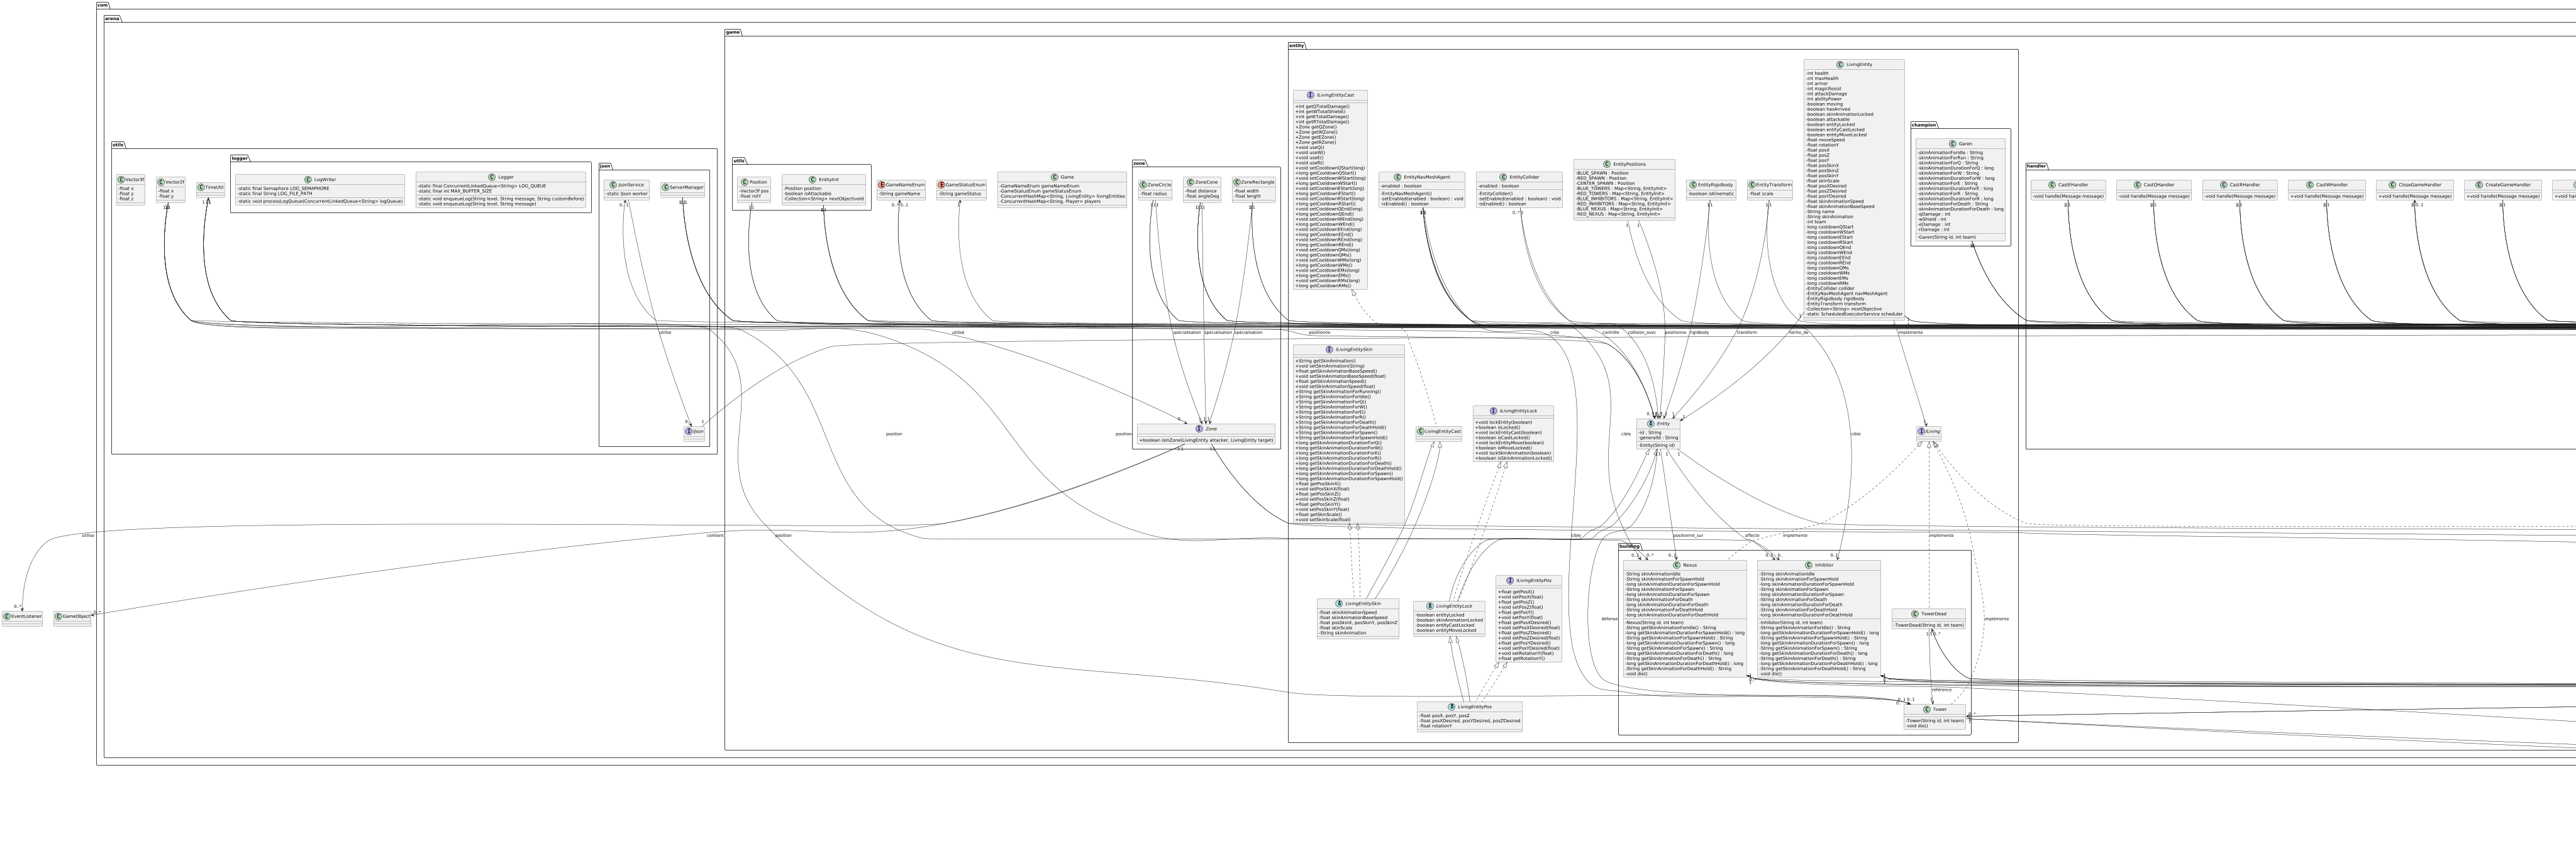 com
arena
utils
Vector3f
-float x
-float y
-float z
Vector2f
-float x
-float y
TimeUtil
logger
LogWriter
-static final Semaphore LOG_SEMAPHORE
-static final String LOG_FILE_PATH
-static void processLogQueue(ConcurrentLinkedQueue<String> logQueue)
Logger
-static final ConcurrentLinkedQueue<String> LOG_QUEUE
-static final int MAX_BUFFER_SIZE
-static void enqueueLog(String level, String message, String customBefore)
-static void enqueueLog(String level, String message)
json
JsonService
-static IJson worker
ServerManager
utilise
IJson
game
utils
Position
-Vector3f pos
-float rotY
EntityInit
-Position position
-boolean isAttackable
-Collection<String> nextObjectiveId
GameNameEnum
-String gameName
GameStatusEnum
-String gameStatus
Game
-GameNameEnum gameNameEnum
-GameStatusEnum gameStatusEnum
-ConcurrentHashMap<String, LivingEntity> livingEntities
-ConcurrentHashMap<String, Player> players
zone
ZoneCircle
-float radius
ZoneCone
-float distance
-float angleDeg
ZoneRectangle
-float width
-float length
spécialisation
spécialisation
spécialisation
Zone
+boolean isInZone(LivingEntity attacker, LivingEntity target)
entity
ILivingEntityCast
+int getQTotalDamage()
+int getWTotalShield()
+int getETotalDamage()
+int getRTotalDamage()
+Zone getQZone()
+Zone getWZone()
+Zone getEZone()
+Zone getRZone()
+void useQ()
+void useW()
+void useE()
+void useR()
+void setCooldownQStart(long)
+long getCooldownQStart()
+void setCooldownWStart(long)
+long getCooldownWStart()
+void setCooldownEStart(long)
+long getCooldownEStart()
+void setCooldownRStart(long)
+long getCooldownRStart()
+void setCooldownQEnd(long)
+long getCooldownQEnd()
+void setCooldownWEnd(long)
+long getCooldownWEnd()
+void setCooldownEEnd(long)
+long getCooldownEEnd()
+void setCooldownREnd(long)
+long getCooldownREnd()
+void setCooldownQMs(long)
+long getCooldownQMs()
+void setCooldownWMs(long)
+long getCooldownWMs()
+void setCooldownEMs(long)
+long getCooldownEMs()
+void setCooldownRMs(long)
+long getCooldownRMs()
EntityNavMeshAgent
-enabled : boolean
-EntityNavMeshAgent()
-setEnabled(enabled : boolean) : void
-isEnabled() : boolean
EntityCollider
-enabled : boolean
-EntityCollider()
-setEnabled(enabled : boolean) : void
-isEnabled() : boolean
EntityPositions
-BLUE_SPAWN : Position
-RED_SPAWN : Position
-CENTER_SPAWN : Position
-BLUE_TOWERS : Map<String, EntityInit>
-RED_TOWERS : Map<String, EntityInit>
-BLUE_INHIBITORS : Map<String, EntityInit>
-RED_INHIBITORS : Map<String, EntityInit>
-BLUE_NEXUS : Map<String, EntityInit>
-RED_NEXUS : Map<String, EntityInit>
EntityRigidbody
-boolean isKinematic
EntityTransform
-float scale
LivingEntity
-int health
-int maxHealth
-int armor
-int magicResist
-int attackDamage
-int abilityPower
-boolean moving
-boolean hasArrived
-boolean skinAnimationLocked
-boolean attackable
-boolean entityLocked
-boolean entityCastLocked
-boolean entityMoveLocked
-float moveSpeed
-float rotationY
-float posX
-float posZ
-float posY
-float posSkinX
-float posSkinZ
-float posSkinY
-float skinScale
-float posXDesired
-float posZDesired
-float posYDesired
-float skinAnimationSpeed
-float skinAnimationBaseSpeed
-String name
-String skinAnimation
-int team
-long cooldownQStart
-long cooldownWStart
-long cooldownEStart
-long cooldownRStart
-long cooldownQEnd
-long cooldownWEnd
-long cooldownEEnd
-long cooldownREnd
-long cooldownQMs
-long cooldownWMs
-long cooldownEMs
-long cooldownRMs
-EntityCollider collider
-EntityNavMeshAgent navMeshAgent
-EntityRigidbody rigidbody
-EntityTransform transform
-Collection<String> nextObjective
-static ScheduledExecutorService scheduler
champion
Garen
-skinAnimationForIdle : String
-skinAnimationForRun : String
-skinAnimationForQ : String
-skinAnimationDurationForQ : long
-skinAnimationForW : String
-skinAnimationDurationForW : long
-skinAnimationForE : String
-skinAnimationDurationForE : long
-skinAnimationForR : String
-skinAnimationDurationForR : long
-skinAnimationForDeath : String
-skinAnimationDurationForDeath : long
-qDamage : int
-wShield : int
-eDamage : int
-rDamage : int
-Garen(String id, int team)
handler
CastEHandler
-void handle(Message message)
CastQHandler
-void handle(Message message)
CastRHandler
-void handle(Message message)
CastWHandler
+void handle(Message message)
CloseGameHandler
+void handle(Message message)
CreateGameHandler
+void handle(Message message)
utilise
positionne
crée
contrôle
collision_avec
positionne
rigidbody
transform
hérite_de
implémente
ILivingEntitySkin
+String getSkinAnimation()
+void setSkinAnimation(String)
+float getSkinAnimationBaseSpeed()
+void setSkinAnimationBaseSpeed(float)
+float getSkinAnimationSpeed()
+void setSkinAnimationSpeed(float)
+String getSkinAnimationForRunning()
+String getSkinAnimationForIdle()
+String getSkinAnimationForQ()
+String getSkinAnimationForW()
+String getSkinAnimationForE()
+String getSkinAnimationForR()
+String getSkinAnimationForDeath()
+String getSkinAnimationForDeathHold()
+String getSkinAnimationForSpawn()
+String getSkinAnimationForSpawnHold()
+long getSkinAnimationDurationForQ()
+long getSkinAnimationDurationForW()
+long getSkinAnimationDurationForE()
+long getSkinAnimationDurationForR()
+long getSkinAnimationDurationForDeath()
+long getSkinAnimationDurationForDeathHold()
+long getSkinAnimationDurationForSpawn()
+long getSkinAnimationDurationForSpawnHold()
+float getPosSkinX()
+void setPosSkinX(float)
+float getPosSkinZ()
+void setPosSkinZ(float)
+float getPosSkinY()
+void setPosSkinY(float)
+float getSkinScale()
+void setSkinScale(float)
LivingEntityCast
ILivingEntityLock
+void lockEntity(boolean)
+boolean isLocked()
+void lockEntityCast(boolean)
+boolean isCastLocked()
+void lockEntityMove(boolean)
+boolean isMoveLocked()
+void lockSkinAnimation(boolean)
+boolean isSkinAnimationLocked()
Entity
-id : String
-generalId : String
-Entity(String id)
ILiving
position
position
cible
cible
utilise
contient
position
cible
positionné_sur
affecte
implémente
implémente
implémente
défense
EventListener
GameObject
LivingEntitySkin
-float skinAnimationSpeed
-float skinAnimationBaseSpeed
-float posSkinX, posSkinY, posSkinZ
-float skinScale
-String skinAnimation
LivingEntityLock
-boolean entityLocked
-boolean skinAnimationLocked
-boolean entityCastLocked
-boolean entityMoveLocked
ILivingEntityPos
+float getPosX()
+void setPosX(float)
+float getPosZ()
+void setPosZ(float)
+float getPosY()
+void setPosY(float)
+float getPosXDesired()
+void setPosXDesired(float)
+float getPosZDesired()
+void setPosZDesired(float)
+float getPosYDesired()
+void setPosYDesired(float)
+void setRotationY(float)
+float getRotationY()
LivingEntityPos
-float posX, posY, posZ
-float posXDesired, posYDesired, posZDesired
-float rotationY
building
Nexus
-String skinAnimationIdle
-String skinAnimationForSpawnHold
-long skinAnimationDurationForSpawnHold
-String skinAnimationForSpawn
-long skinAnimationDurationForSpawn
-String skinAnimationForDeath
-long skinAnimationDurationForDeath
-String skinAnimationForDeathHold
-long skinAnimationDurationForDeathHold
-Nexus(String id, int team)
-String getSkinAnimationForIdle() : String
-long getSkinAnimationDurationForSpawnHold() : long
-String getSkinAnimationForSpawnHold() : String
-long getSkinAnimationDurationForSpawn() : long
-String getSkinAnimationForSpawn() : String
-long getSkinAnimationDurationForDeath() : long
-String getSkinAnimationForDeath() : String
-long getSkinAnimationDurationForDeathHold() : long
-String getSkinAnimationForDeathHold() : String
-void die()
Inhibitor
-String skinAnimationIdle
-String skinAnimationForSpawnHold
-long skinAnimationDurationForSpawnHold
-String skinAnimationForSpawn
-long skinAnimationDurationForSpawn
-String skinAnimationForDeath
-long skinAnimationDurationForDeath
-String skinAnimationForDeathHold
-long skinAnimationDurationForDeathHold
-Inhibitor(String id, int team)
-String getSkinAnimationForIdle() : String
-long getSkinAnimationDurationForSpawnHold() : long
-String getSkinAnimationForSpawnHold() : String
-long getSkinAnimationDurationForSpawn() : long
-String getSkinAnimationForSpawn() : String
-long getSkinAnimationDurationForDeath() : long
-String getSkinAnimationForDeath() : String
-long getSkinAnimationDurationForDeathHold() : long
-String getSkinAnimationForDeathHold() : String
-void die()
TowerDead
-TowerDead(String id, int team)
référence
Tower
-Tower(String id, int team)
-void die()